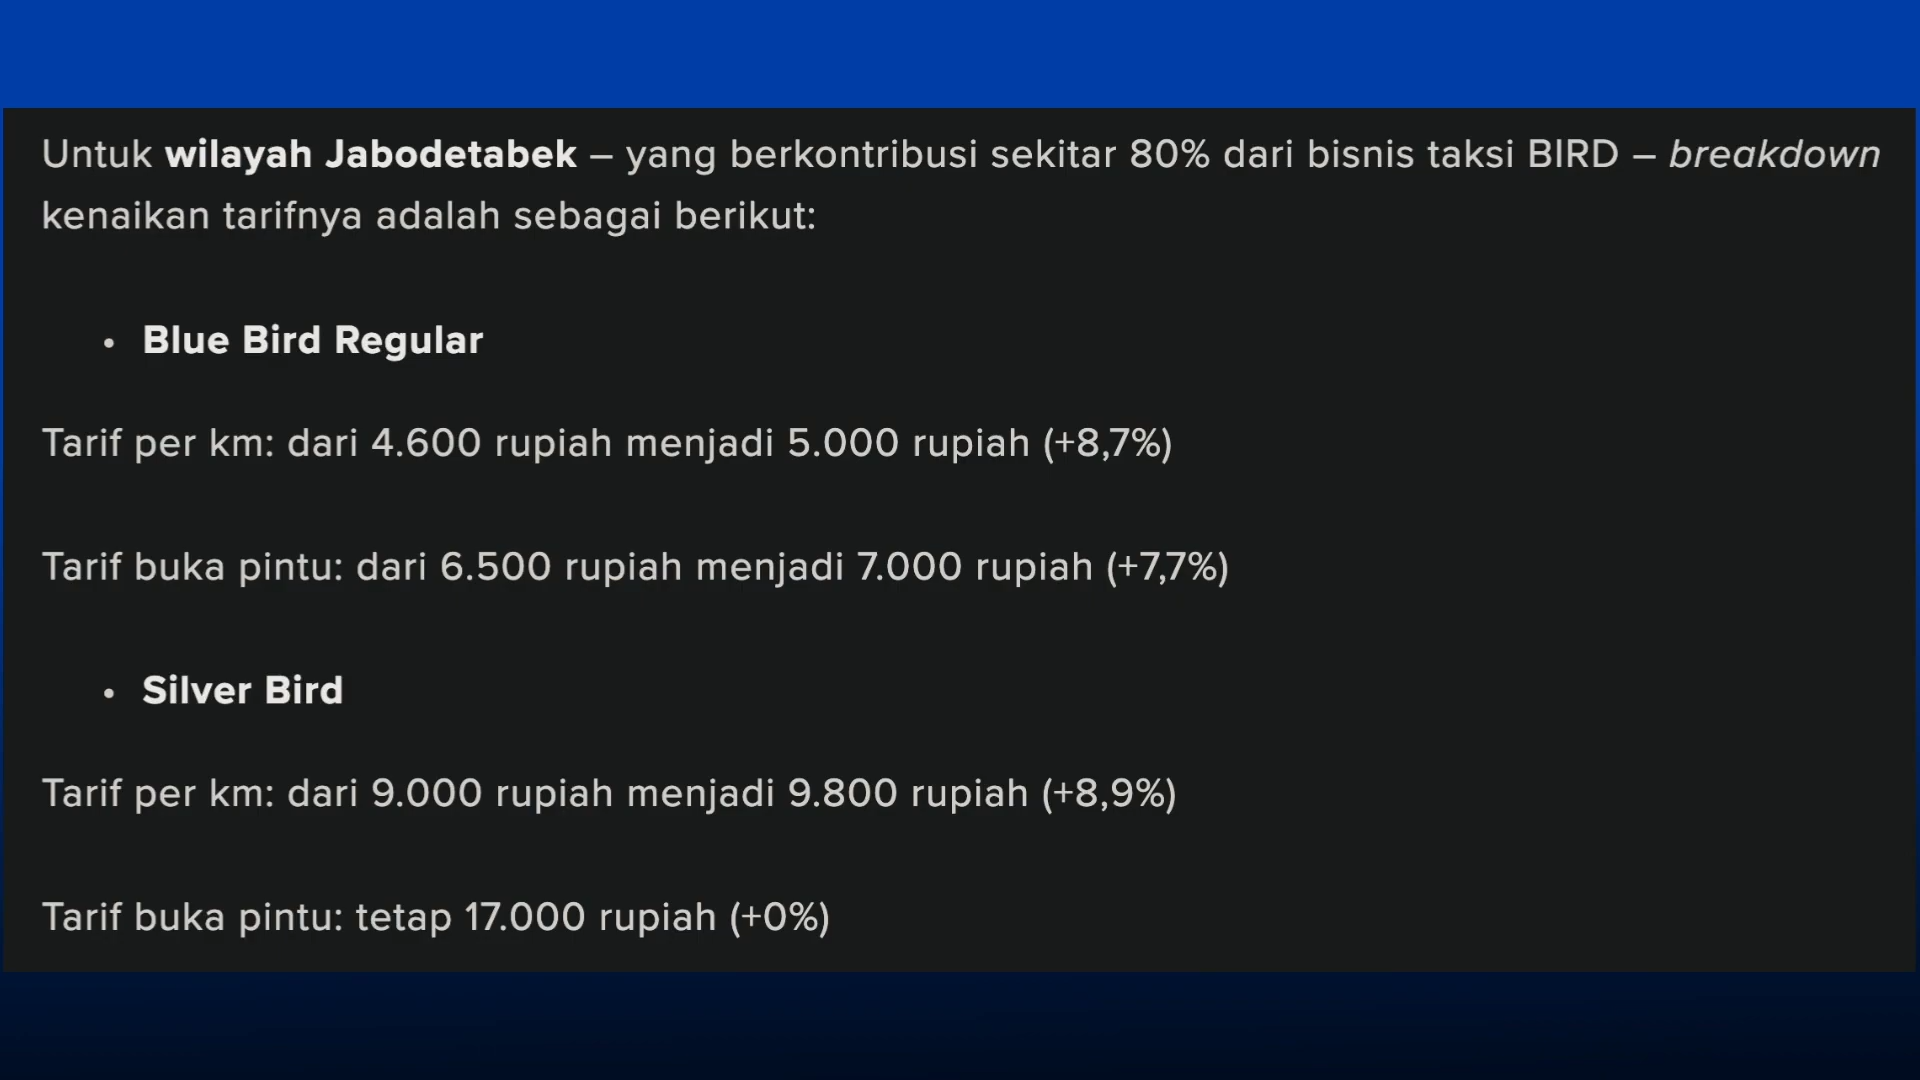 Untuk wilayah Jabodetabek – yang berkontribusi sekitar 80% dari bisnis taksi BIRD – breakdown
kenaikan tarifnya adalah sebagai berikut:
• Blue Bird Regular
Tarif per km: dari 4.600 rupiah menjadi 5.000 rupiah (+8,7%)
Tarif buka pintu: dari 6.500 rupiah menjadi 7.000 rupiah (+7,7%)
• Silver Bird
Tarif per km: dari 9.000 rupiah menjadi 9.800 rupiah (+8,9%)
Tarif buka pintu: tetap 17.000 rupiah (+0%)